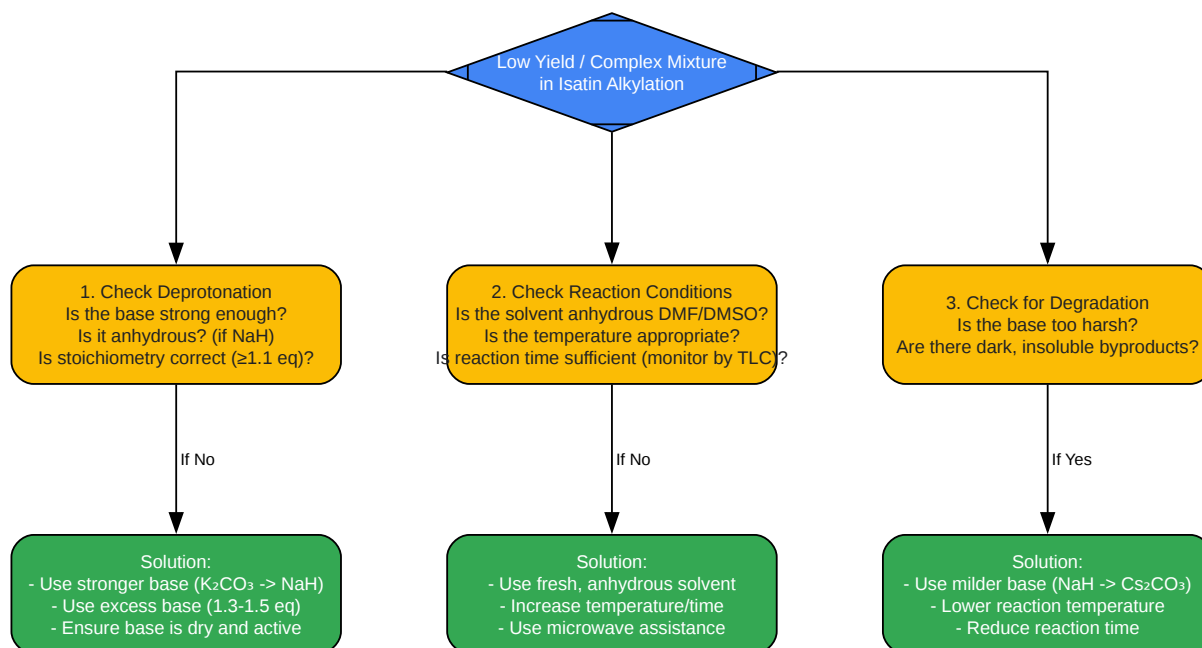 Low Yield / Complex Mixture
in Isatin Alkylation
1. Check Deprotonation
Is the base strong enough?
Is it anhydrous? (if NaH)
Is stoichiometry correct (≥1.1 eq)?
2. Check Reaction Conditions
Is the solvent anhydrous DMF/DMSO?
Is the temperature appropriate?
Is reaction time sufficient (monitor by TLC)?
3. Check for Degradation
Is the base too harsh?
Are there dark, insoluble byproducts?
If No
If No
If Yes
Solution:
- Use stronger base (K₂CO₃ -> NaH)
- Use excess base (1.3-1.5 eq)
- Ensure base is dry and active
Solution:
- Use fresh, anhydrous solvent
- Increase temperature/time
- Use microwave assistance
Solution:
- Use milder base (NaH -> Cs₂CO₃)
- Lower reaction temperature
- Reduce reaction time